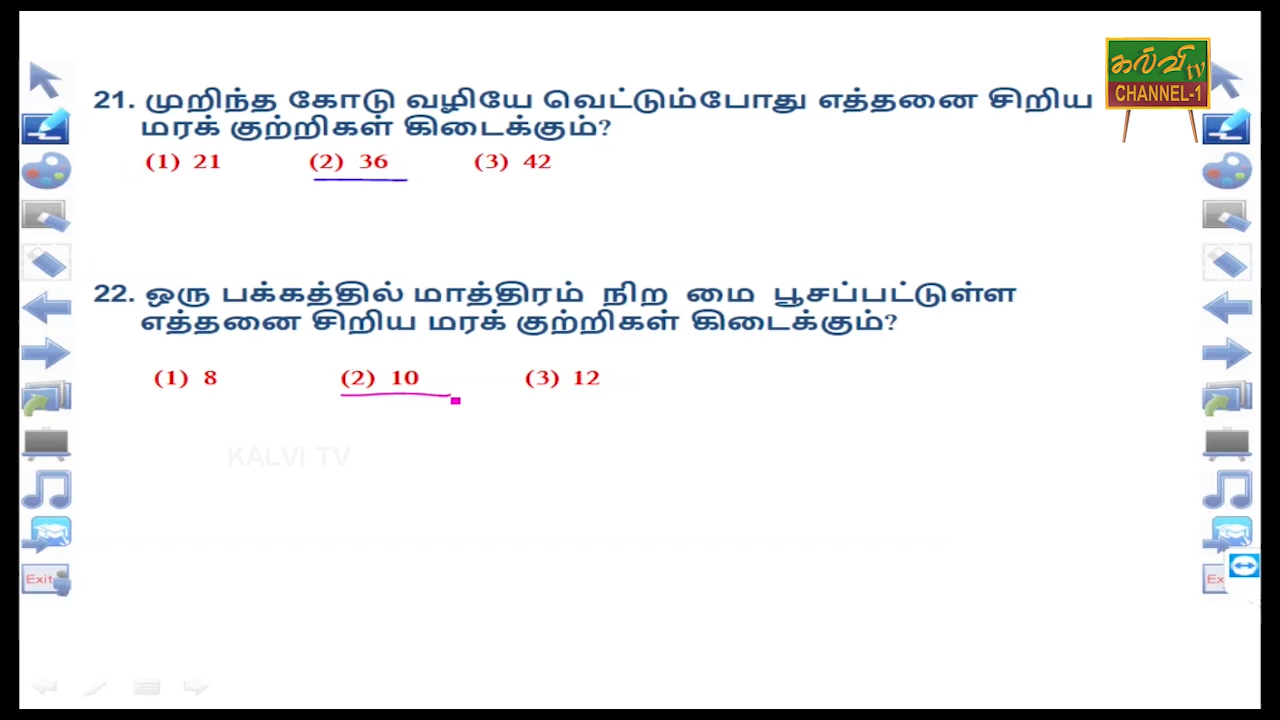 கல்வி tv
CHANNEL-1
21. முறிந்த கோடு வழியே வெட்டும்போது எத்தனை சிறிய
மரக் குற்றிகள் கிடைக்கும்?
(1) 21 (2) 36 (3) 42
22. ஒரு பக்கத்தில் மாத்திரம் நிற மை பூசப்பட்டுள்ள
எத்தனை சிறிய மரக் குற்றிகள் கிடைக்கும்?
(1) 8 (2) 10 (3) 12
KALVI TV
Exit Ex